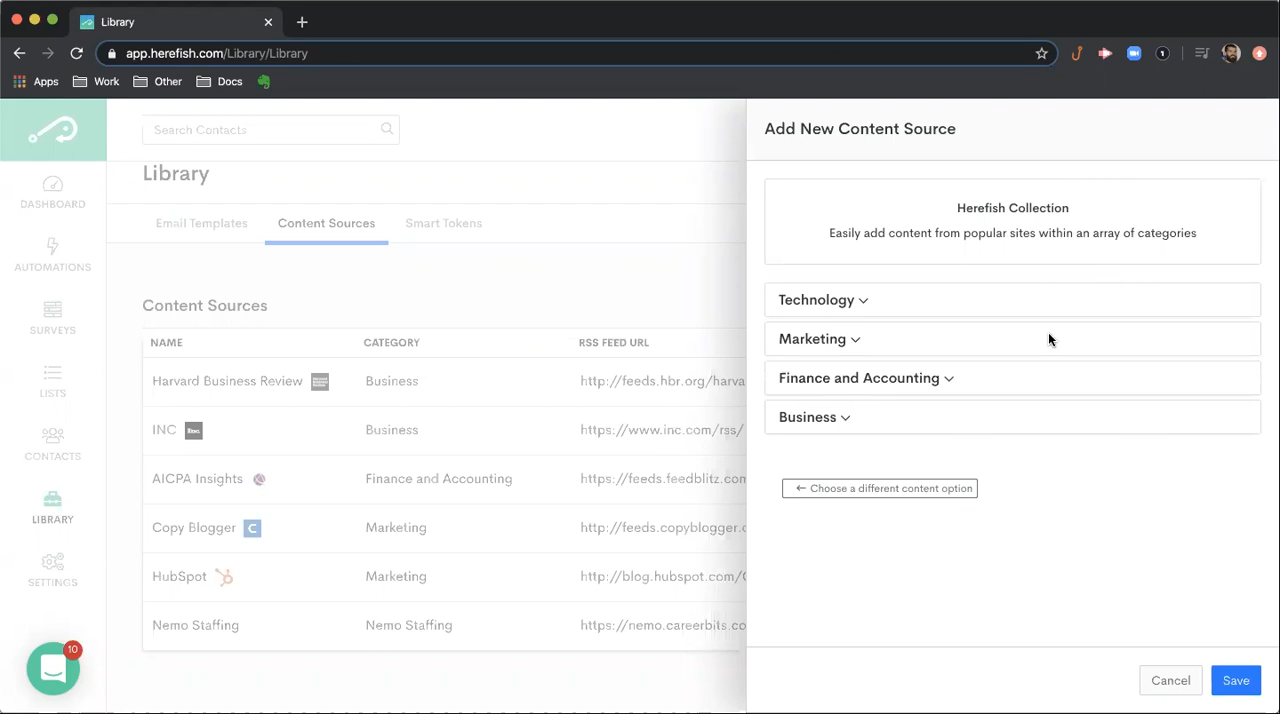 Library
app.herefish.com/Library/Library
1
Apps
Work
Other
Docs
Search Contacts
Library
Email Templates
Content Sources
Smart Tokens
Content Sources
NAME CATEGORY RSS FEED URL
Harvard Business Review Business http://feeds.hbr.org/harva
INC Inc. Business https://www.inc.com/rss/
AICPA Insights Finance and Accounting https://feeds.feedblitz.com
Copy Blogger C Marketing http://feeds.copyblogger.c
HubSpot Marketing http://blog.hubspot.com/
Nemo Staffing Nemo Staffing https://nemo.careerbits.co
DASHBOARD
AUTOMATIONS
SURVEYS
LISTS
CONTACTS
LIBRARY
SETTINGS
10
Add New Content Source
Herefish Collection
Easily add content from popular sites within an array of categories
Technology
Marketing
Finance and Accounting
Business
← Choose a different content option
Cancel
Save